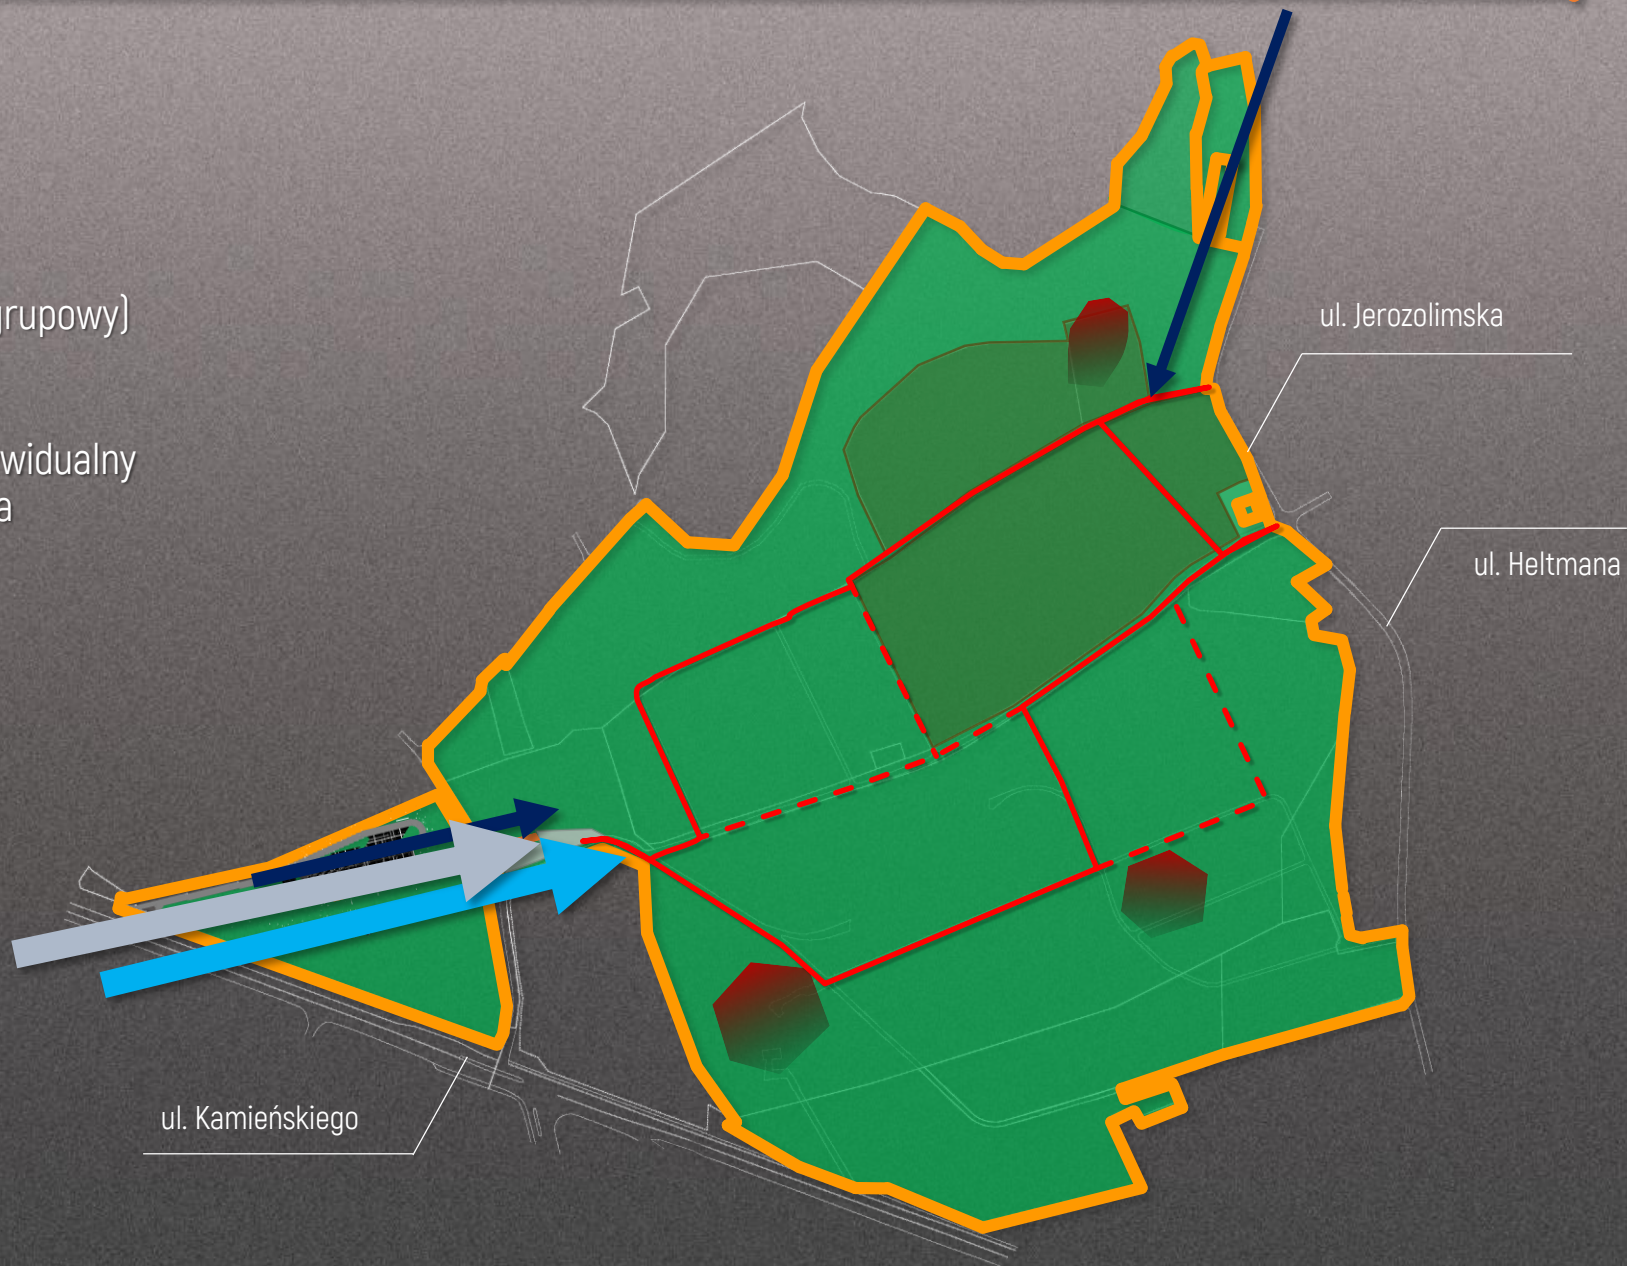 grupowy)
ul. Jerozolimska
widualny
a
ul. Heltmana
ul. Kamieńskiego